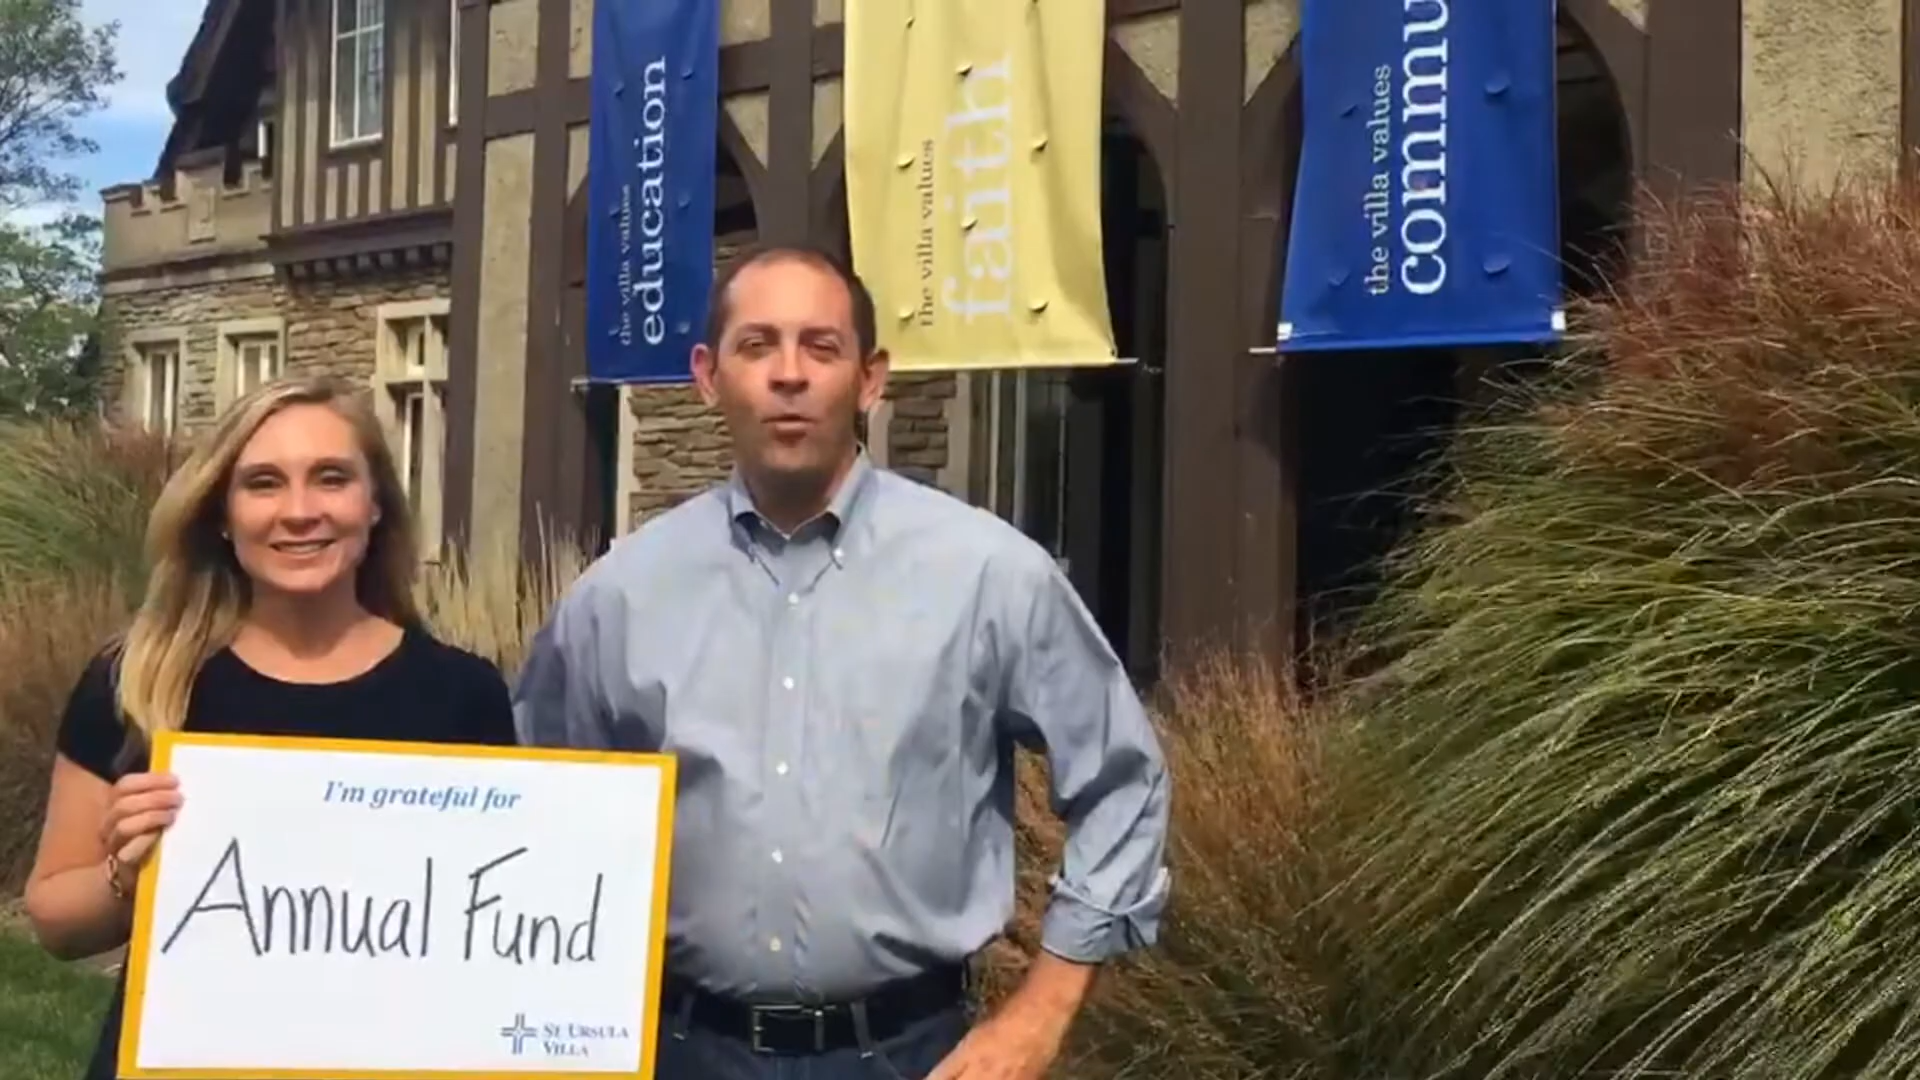 the villa values
education
the villa values
faith
the villa values
commu
I'm grateful for
Annual Fund
St. Ursula
Villa